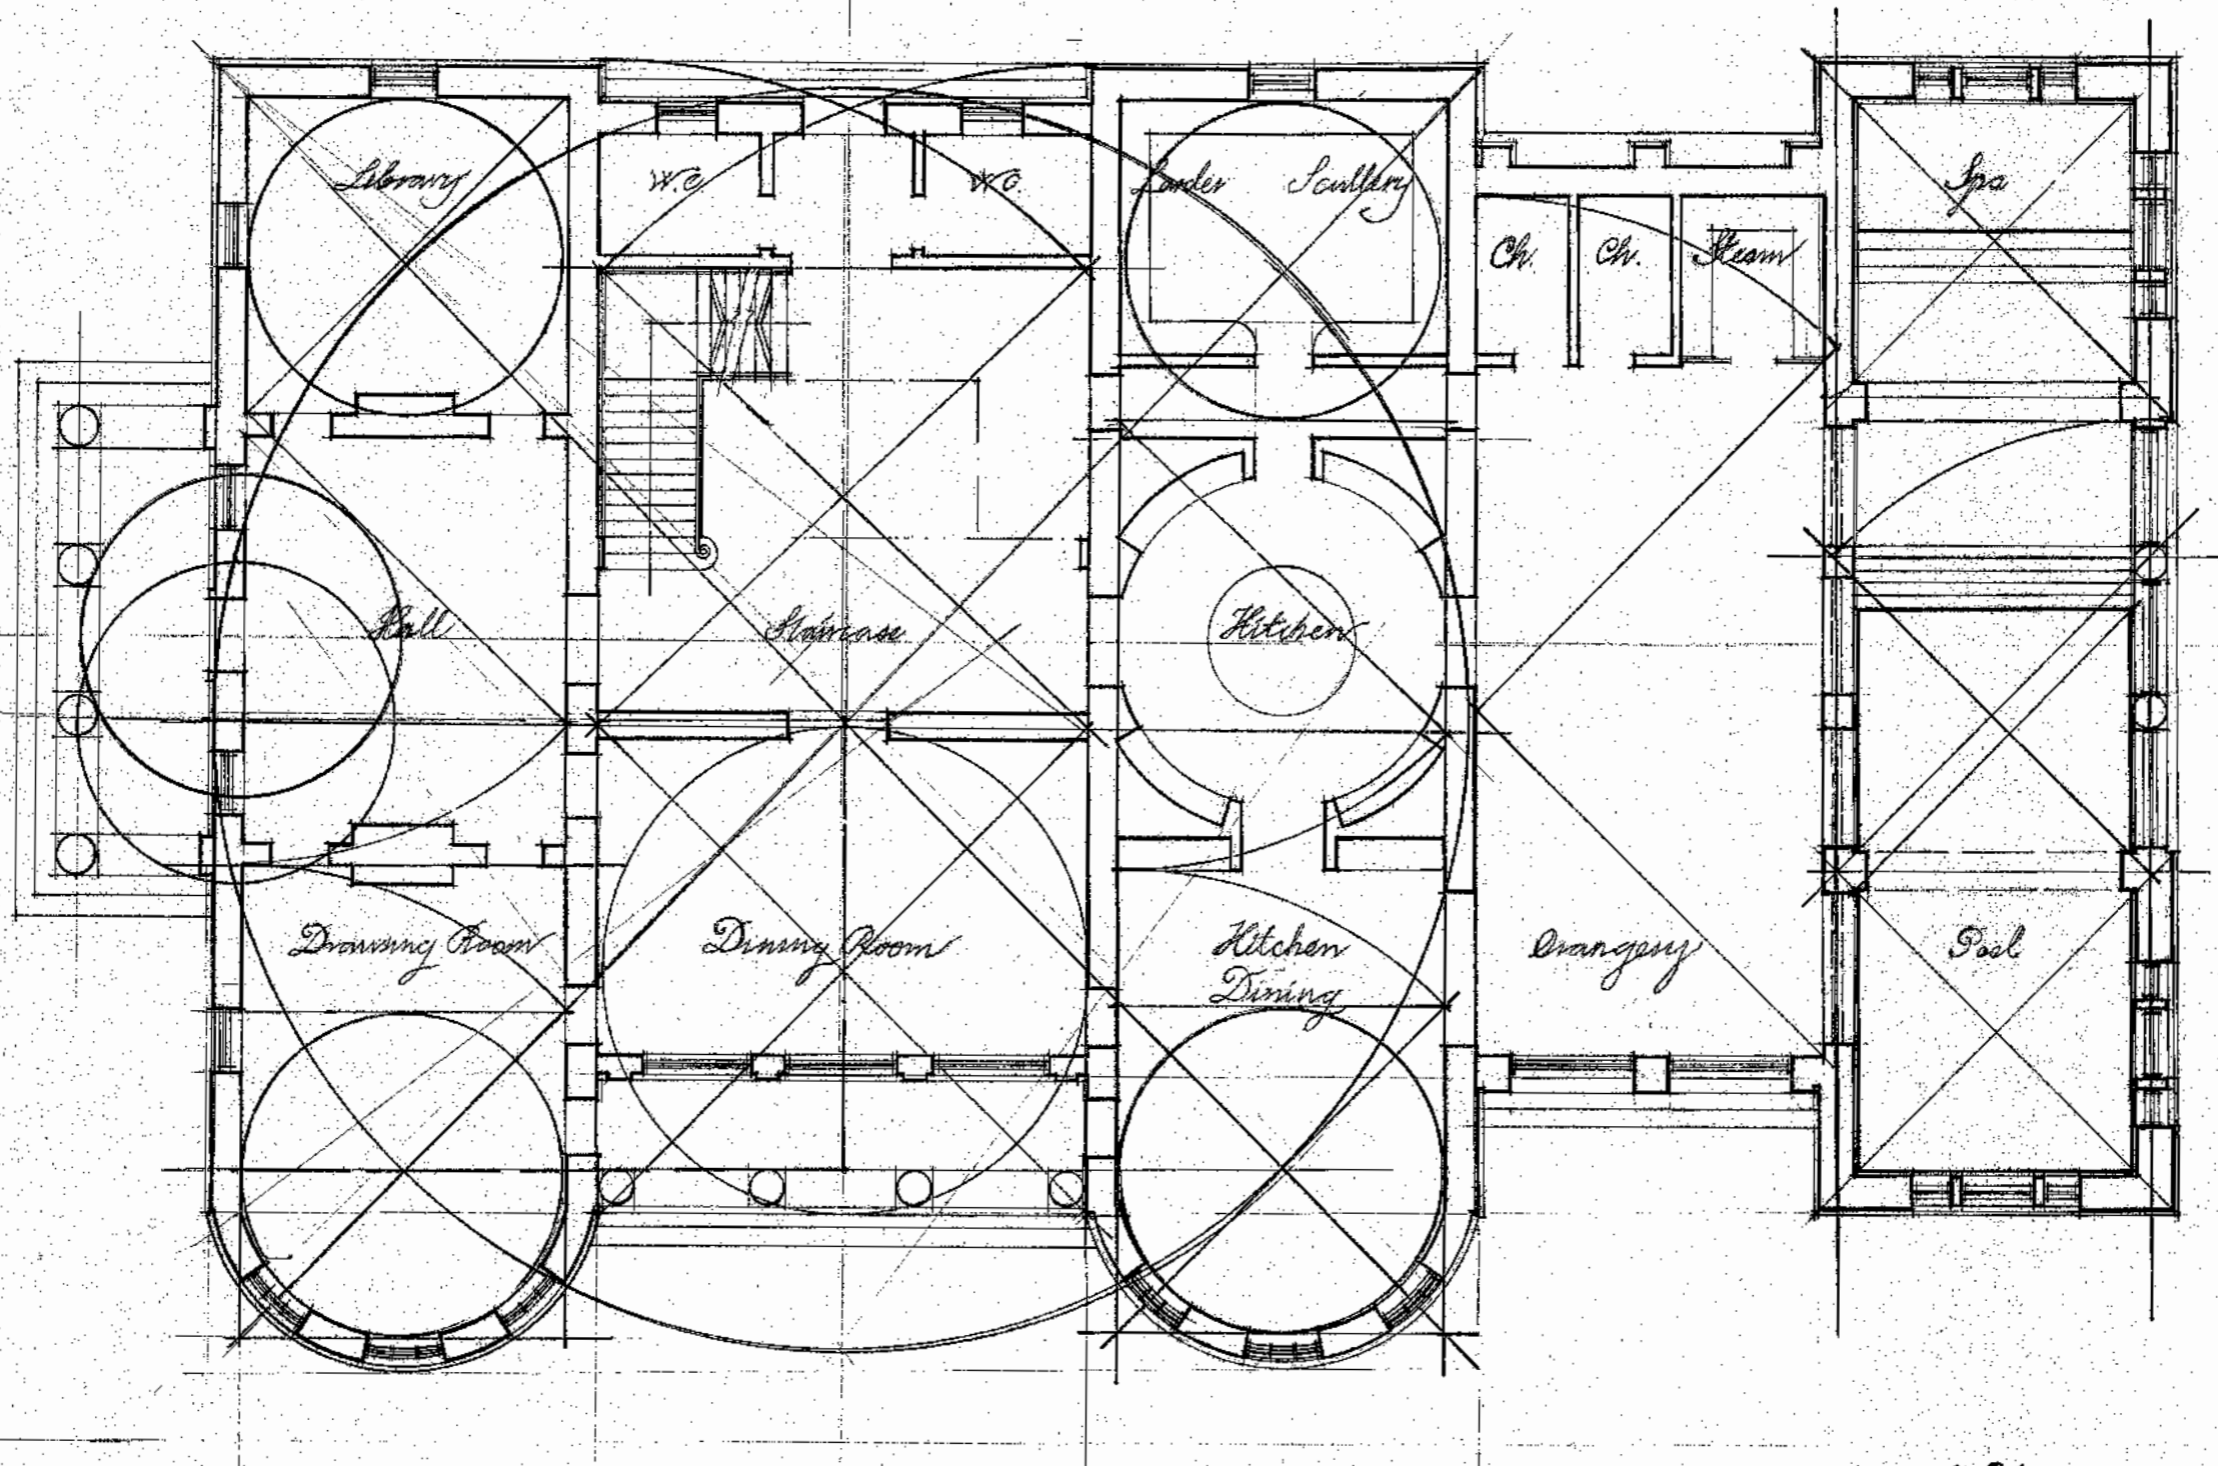 Library
W.C.
W.C.
Larder
Scullery
Spa
Ch.
Ch.
Steam
Hall
Staircase
Kitchen
Drawing Room
Dining Room
Kitchen
Dining
Orangery
Pool